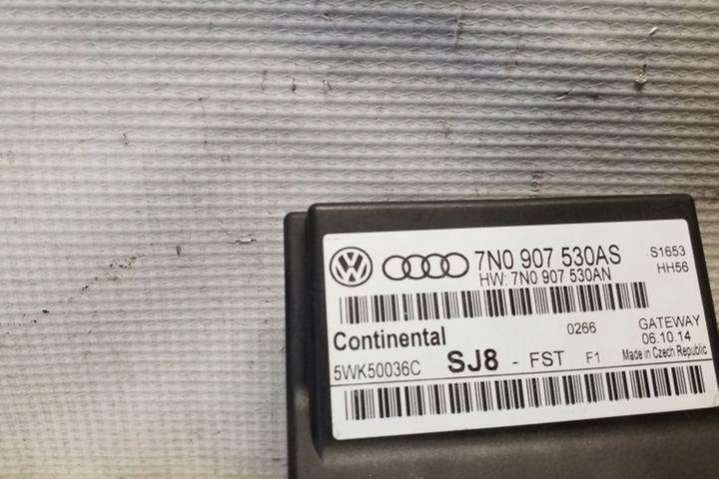 7N0 907 530AS S1653
HW: 7N0 907 530AN HH56
Continental 0266 GATEWAY
06.10.14
5WK50036C SJ8 - FST F1 Made in Czech Republic